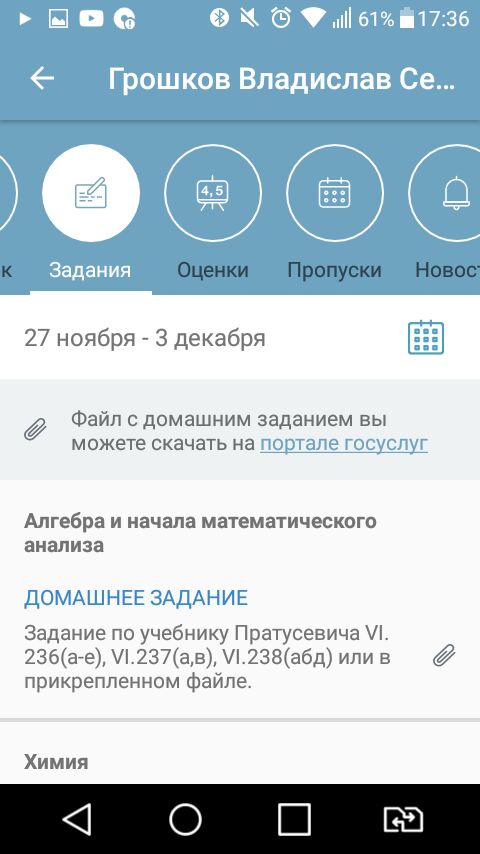 61% 17:36
Грошков Владислав Се...
4,5
к Задания Оценки Пропуски Новос
27 ноября - 3 декабря
Файл с домашним заданием вы
можете скачать на портале госуслуг
Алгебра и начала математического
анализа
ДОМАШНЕЕ ЗАДАНИЕ
Задание по учебнику Пратусевича VI.
236(а-е), VI.237(а,в), VI.238(абд) или в
прикрепленном файле.
Химия